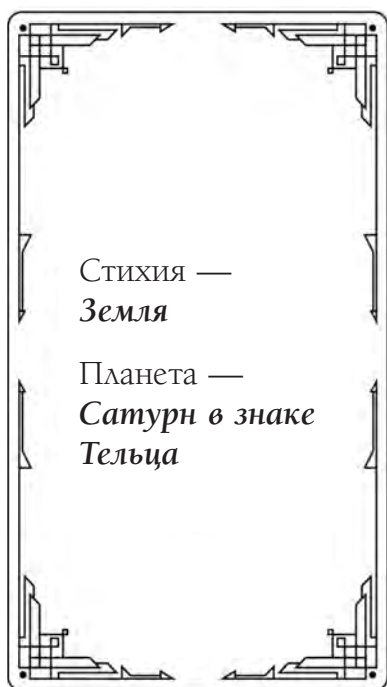 Стихия —
Земля
Планета —
Сатурн в знаке
Тельца